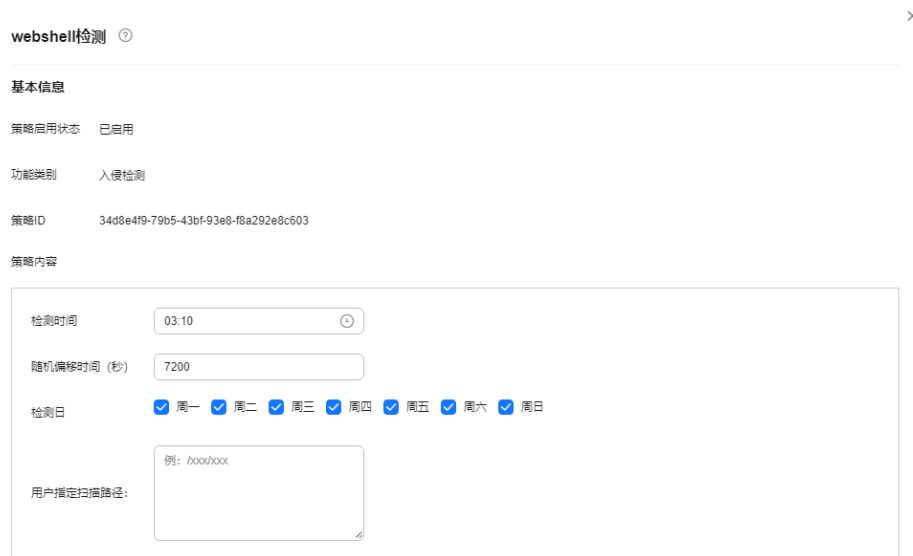 webshell检测
基本信息
策略启用状态 已启用
功能类别 入侵检测
策略ID 34d8e4f9-79b5-43bf-93e8-f8a292e8c603
策略内容
检测时间 03:10
随机偏移时间（秒） 7200
检测日 周一 周二 周三 周四 周五 周六 周日
用户指定扫描路径： 例：/xxx/xxx